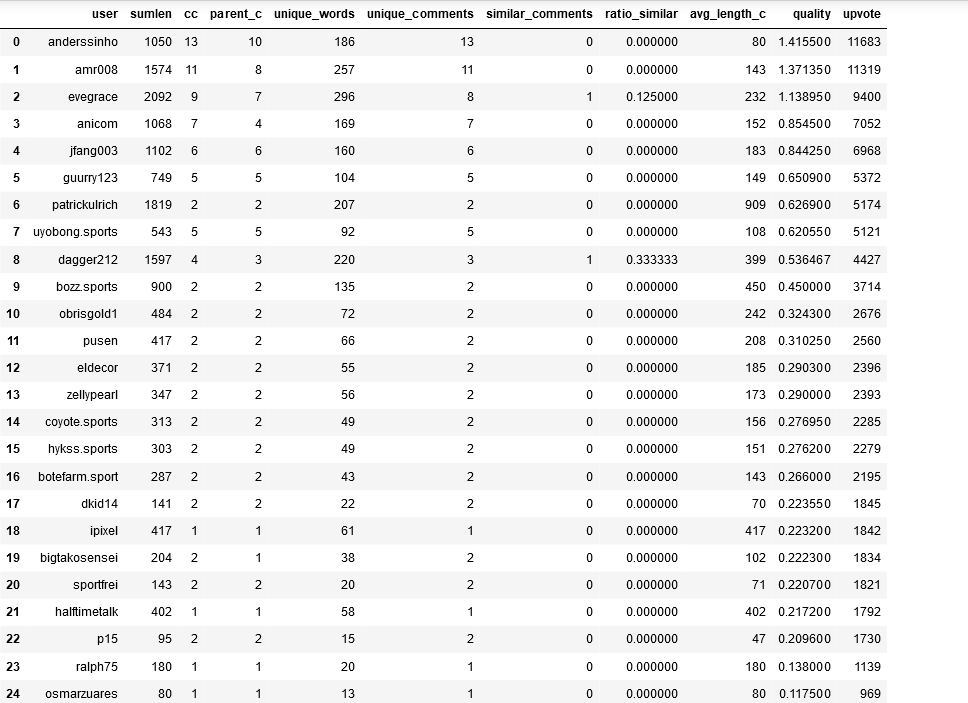 user sumlen cc parent_c unique_words unique_comments similar_comments ratio_similar avg_length_c quality upvote
0 anderssinho 1050 13 10 186 13 0 0.000000 80 1.415500 11683
1 amr008 1574 11 8 257 11 0 0.000000 143 1.371350 11319
2 evegrace 2092 9 7 296 8 1 0.125000 232 1.138950 9400
3 anicom 1068 7 4 169 7 0 0.000000 152 0.854500 7052
4 jfang003 1102 6 6 160 6 0 0.000000 183 0.844250 6968
5 guurry123 749 5 5 104 5 0 0.000000 149 0.650900 5372
6 patrickulrich 1819 2 2 207 2 0 0.000000 909 0.626900 5174
7 uyobong.sports 543 5 5 92 5 0 0.000000 108 0.620550 5121
8 dagger212 1597 4 3 220 3 1 0.333333 399 0.536467 4427
9 bozz.sports 900 2 2 135 2 0 0.000000 450 0.450000 3714
10 obrisgold1 484 2 2 72 2 0 0.000000 242 0.324300 2676
11 pusen 417 2 2 66 2 0 0.000000 208 0.310250 2560
12 eldecor 371 2 2 55 2 0 0.000000 185 0.290300 2396
13 zellypearl 347 2 2 56 2 0 0.000000 173 0.290000 2393
14 coyote.sports 313 2 2 49 2 0 0.000000 156 0.276950 2285
15 hykss.sports 303 2 2 49 2 0 0.000000 151 0.276200 2279
16 botefarm.sport 287 2 2 43 2 0 0.000000 143 0.266000 2195
17 dkid14 141 2 2 22 2 0 0.000000 70 0.223550 1845
18 ipixel 417 1 1 61 1 0 0.000000 417 0.223200 1842
19 bigtakosensei 204 2 1 38 2 0 0.000000 102 0.222300 1834
20 sportfrei 143 2 2 20 2 0 0.000000 71 0.220700 1821
21 halftimetalk 402 1 1 58 1 0 0.000000 402 0.217200 1792
22 p15 95 2 2 15 2 0 0.000000 47 0.209600 1730
23 ralph75 180 1 1 20 1 0 0.000000 180 0.138000 1139
24 osmarzuares 80 1 1 13 1 0 0.000000 80 0.117500 969